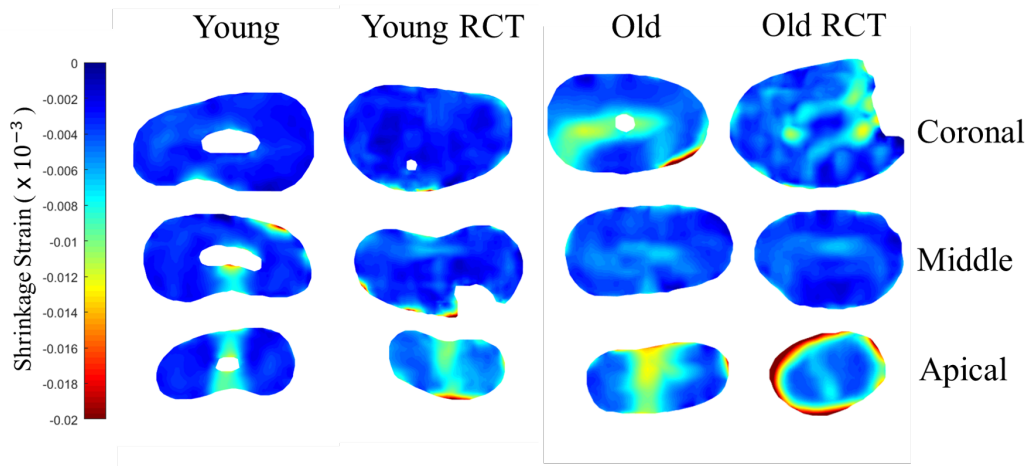 Young
Young RCT
Old
Old RCT
Shrinkage Strain ( x 10⁻³ )
0
-0.002
-0.004
-0.006
-0.008
-0.01
-0.012
-0.014
-0.016
-0.018
-0.02
Coronal
Middle
Apical